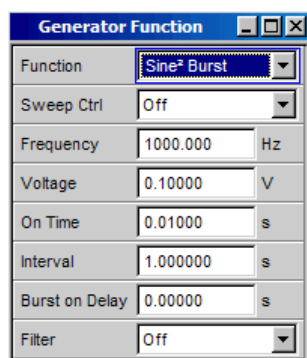 Generator Function
Function Sine² Burst
Sweep Ctrl Off
Frequency 1000.000 Hz
Voltage 0.10000 V
On Time 0.01000 s
Interval 1.000000 s
Burst on Delay 0.00000 s
Filter Off